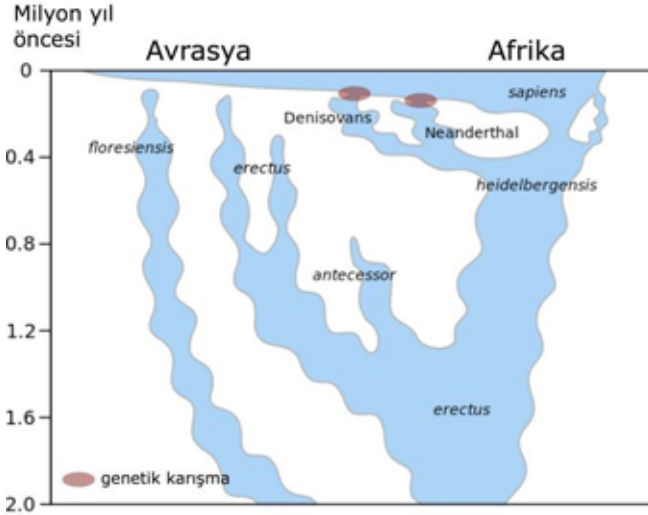 Milyon yıl
öncesi
Avrasya
Afrika
0
sapiens
Denisovans
Neanderthal
floresiensis
0.4
erectus
heidelbergensis
0.8
antecessor
1.2
erectus
1.6
genetik karışma
2.0